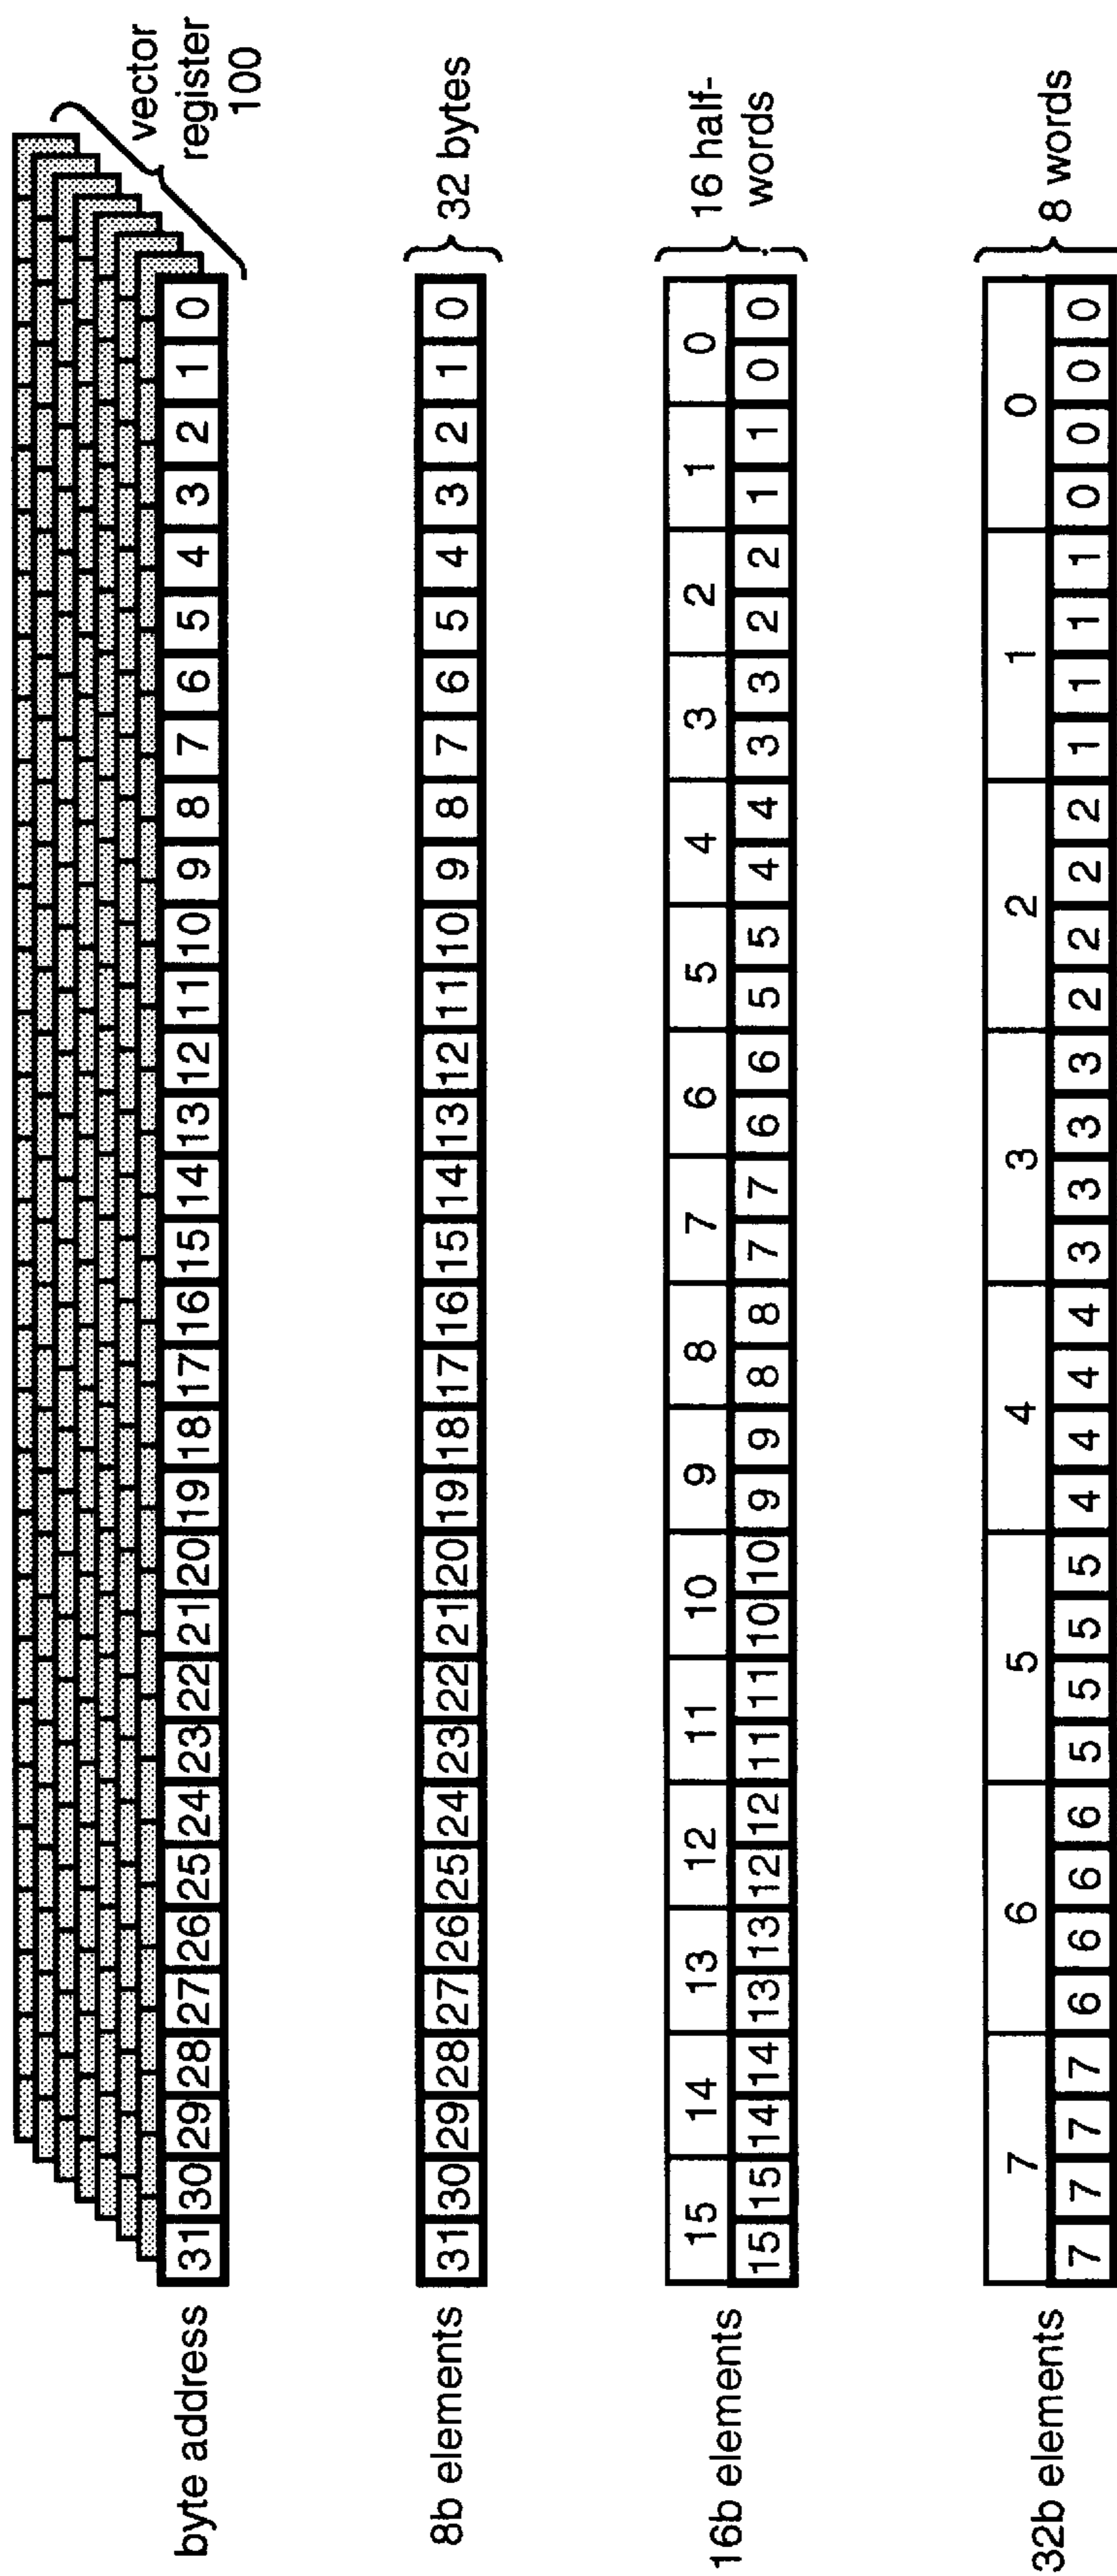 vector
register
100
byte address 31 30 29 28 27 26 25 24 23 22 21 20 19 18 17 16 15 14 13 12 11 10 9 8 7 6 5 4 3 2 1 0
8b elements 31 30 29 28 27 26 25 24 23 22 21 20 19 18 17 16 15 14 13 12 11 10 9 8 7 6 5 4 3 2 1 0 32 bytes
15 14 13 12 11 10 9 8 7 6 5 4 3 2 1 0
16b elements 15 15 14 14 13 13 12 12 11 11 10 10 9 9 8 8 7 7 6 6 5 5 4 4 3 3 2 2 1 1 0 0
16 half-
words
7 6 5 4 3 2 1 0
32b elements 7 7 7 7 6 6 6 6 5 5 5 5 4 4 4 4 3 3 3 3 2 2 2 2 1 1 1 1 0 0 0 0
8 words